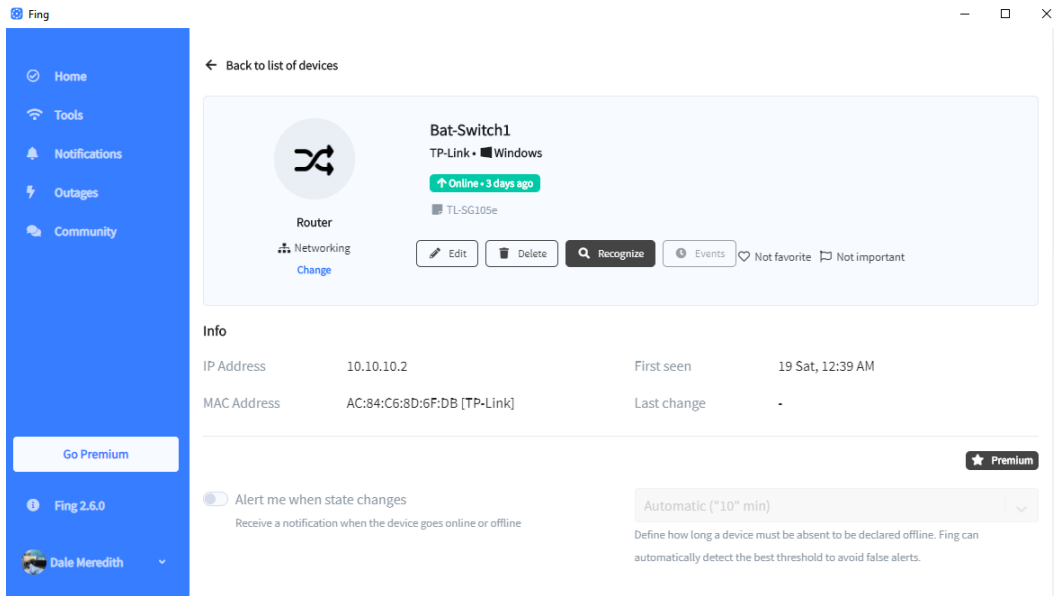 Fing
Home
Tools
Notifications
Outages
Community
Go Premium
Fing 2.6.0
Dale Meredith
Back to list of devices
Router
Networking
Change
Bat-Switch1
TP-Link • Windows
Online • 3 days ago
TL-SG105e
Edit
Delete
Recognize
Events
Not favorite
Not important
Info
IP Address 10.10.10.2
First seen 19 Sat, 12:39 AM
MAC Address AC:84:C6:8D:6F:DB [TP-Link]
Last change -
Premium
Alert me when state changes
Receive a notification when the device goes online or offline
Automatic ("10" min)
Define how long a device must be absent to be declared offline. Fing can
automatically detect the best threshold to avoid false alerts.